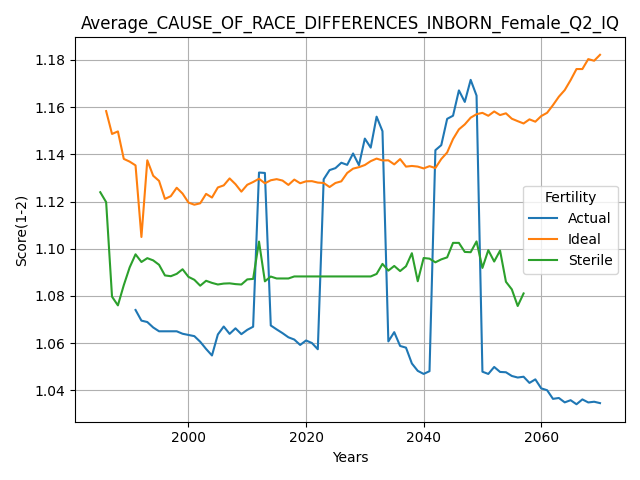 Average_CAUSE_OF_RACE_DIFFERENCES_INBORN_Female_Q2_IQ
Score(1-2)
1.18
1.16
1.14
1.12
1.10
1.08
1.06
1.04
Fertility
Actual
Ideal
Sterile
2000 2020 2040 2060
Years